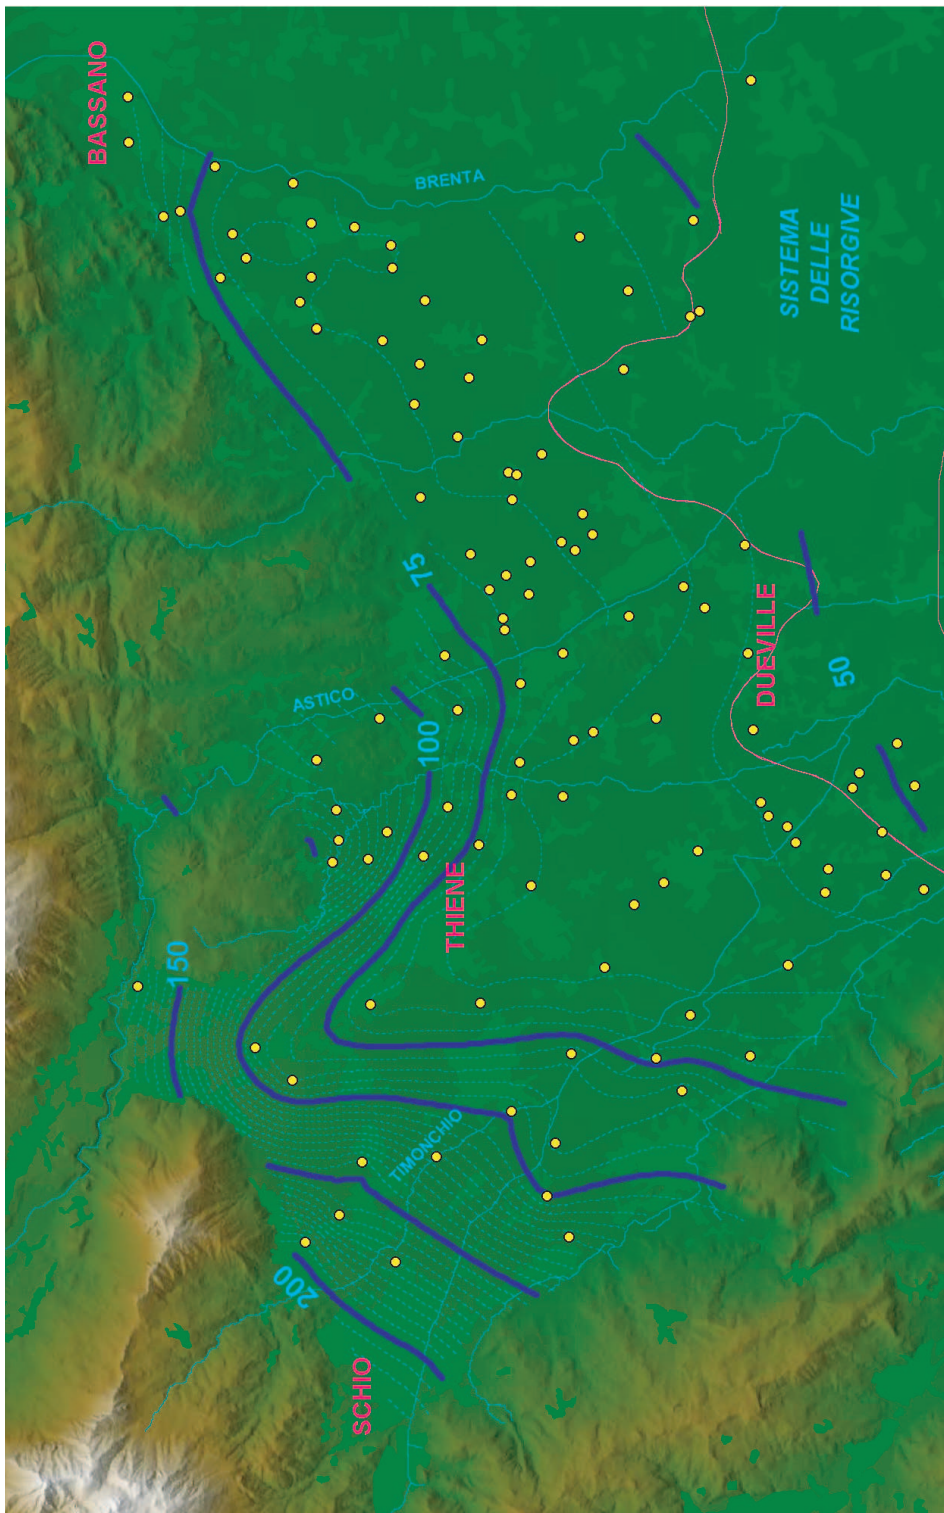 BASSANO
BRENTA
SISTEMA
DELLE
RISORGIVE
75
ASTICO
100
DUEVILLE
50
THIENE
150
TIMONCHIO
200
SCHIO